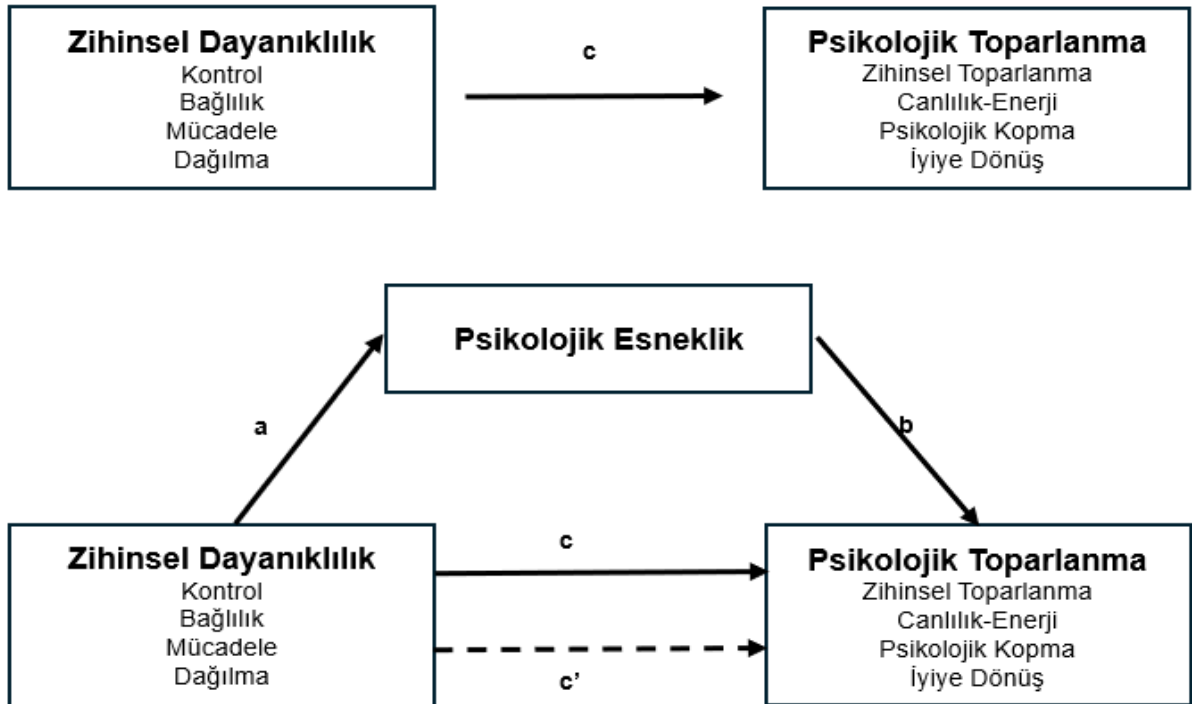 Zihinsel Dayanıklılık
Kontrol
Bağlılık
Mücadele
Dağılma
c
Psikolojik Toparlanma
Zihinsel Toparlanma
Canlılık-Enerji
Psikolojik Kopma
İyiye Dönüş
Psikolojik Esneklik
a
b
Zihinsel Dayanıklılık
Kontrol
Bağlılık
Mücadele
Dağılma
c
c’
Psikolojik Toparlanma
Zihinsel Toparlanma
Canlılık-Enerji
Psikolojik Kopma
İyiye Dönüş